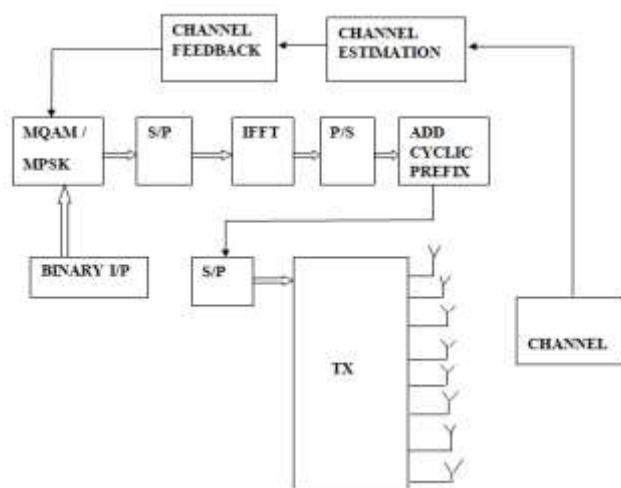 CHANNEL
FEEDBACK
CHANNEL
ESTIMATION
MQAM /
MPSK
S/P
IFFT
P/S
ADD
CYCLIC
PREFIX
BINARY I/P
S/P
TX
CHANNEL